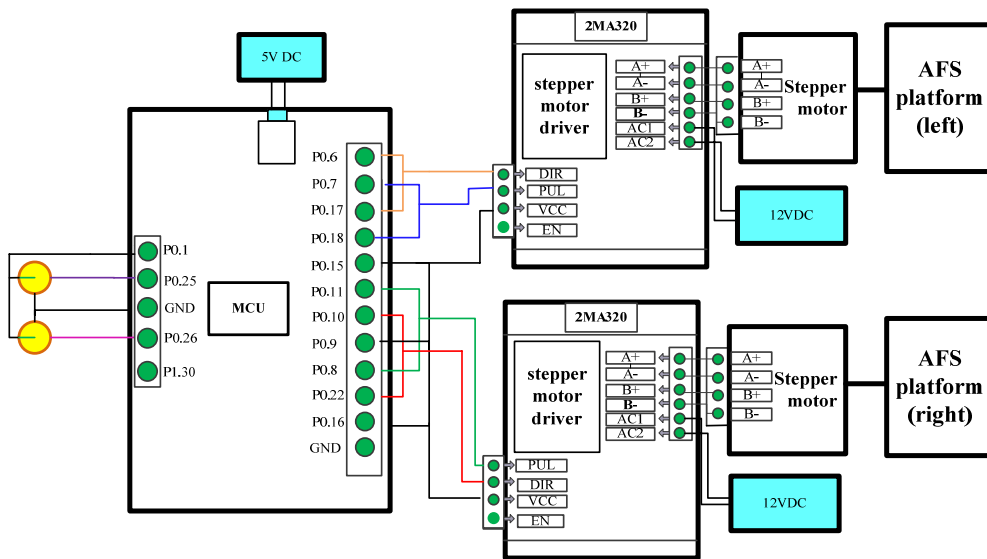 5V DC
P0.6
P0.7
P0.17
P0.18
P0.15
P0.11
P0.10
P0.9
P0.8
P0.22
P0.16
GND
P0.1
P0.25
GND
P0.26
P1.30
MCU
2MA320
stepper
motor
driver
A+
A-
B+
B-
AC1
AC2
DIR
PUL
VCC
EN
A+
A-
B+
B-
Stepper
motor
AFS
platform
(left)
12VDC
2MA320
stepper
motor
driver
A+
A-
B+
B-
AC1
AC2
PUL
DIR
VCC
EN
A+
A-
B+
B-
Stepper
motor
AFS
platform
(right)
12VDC